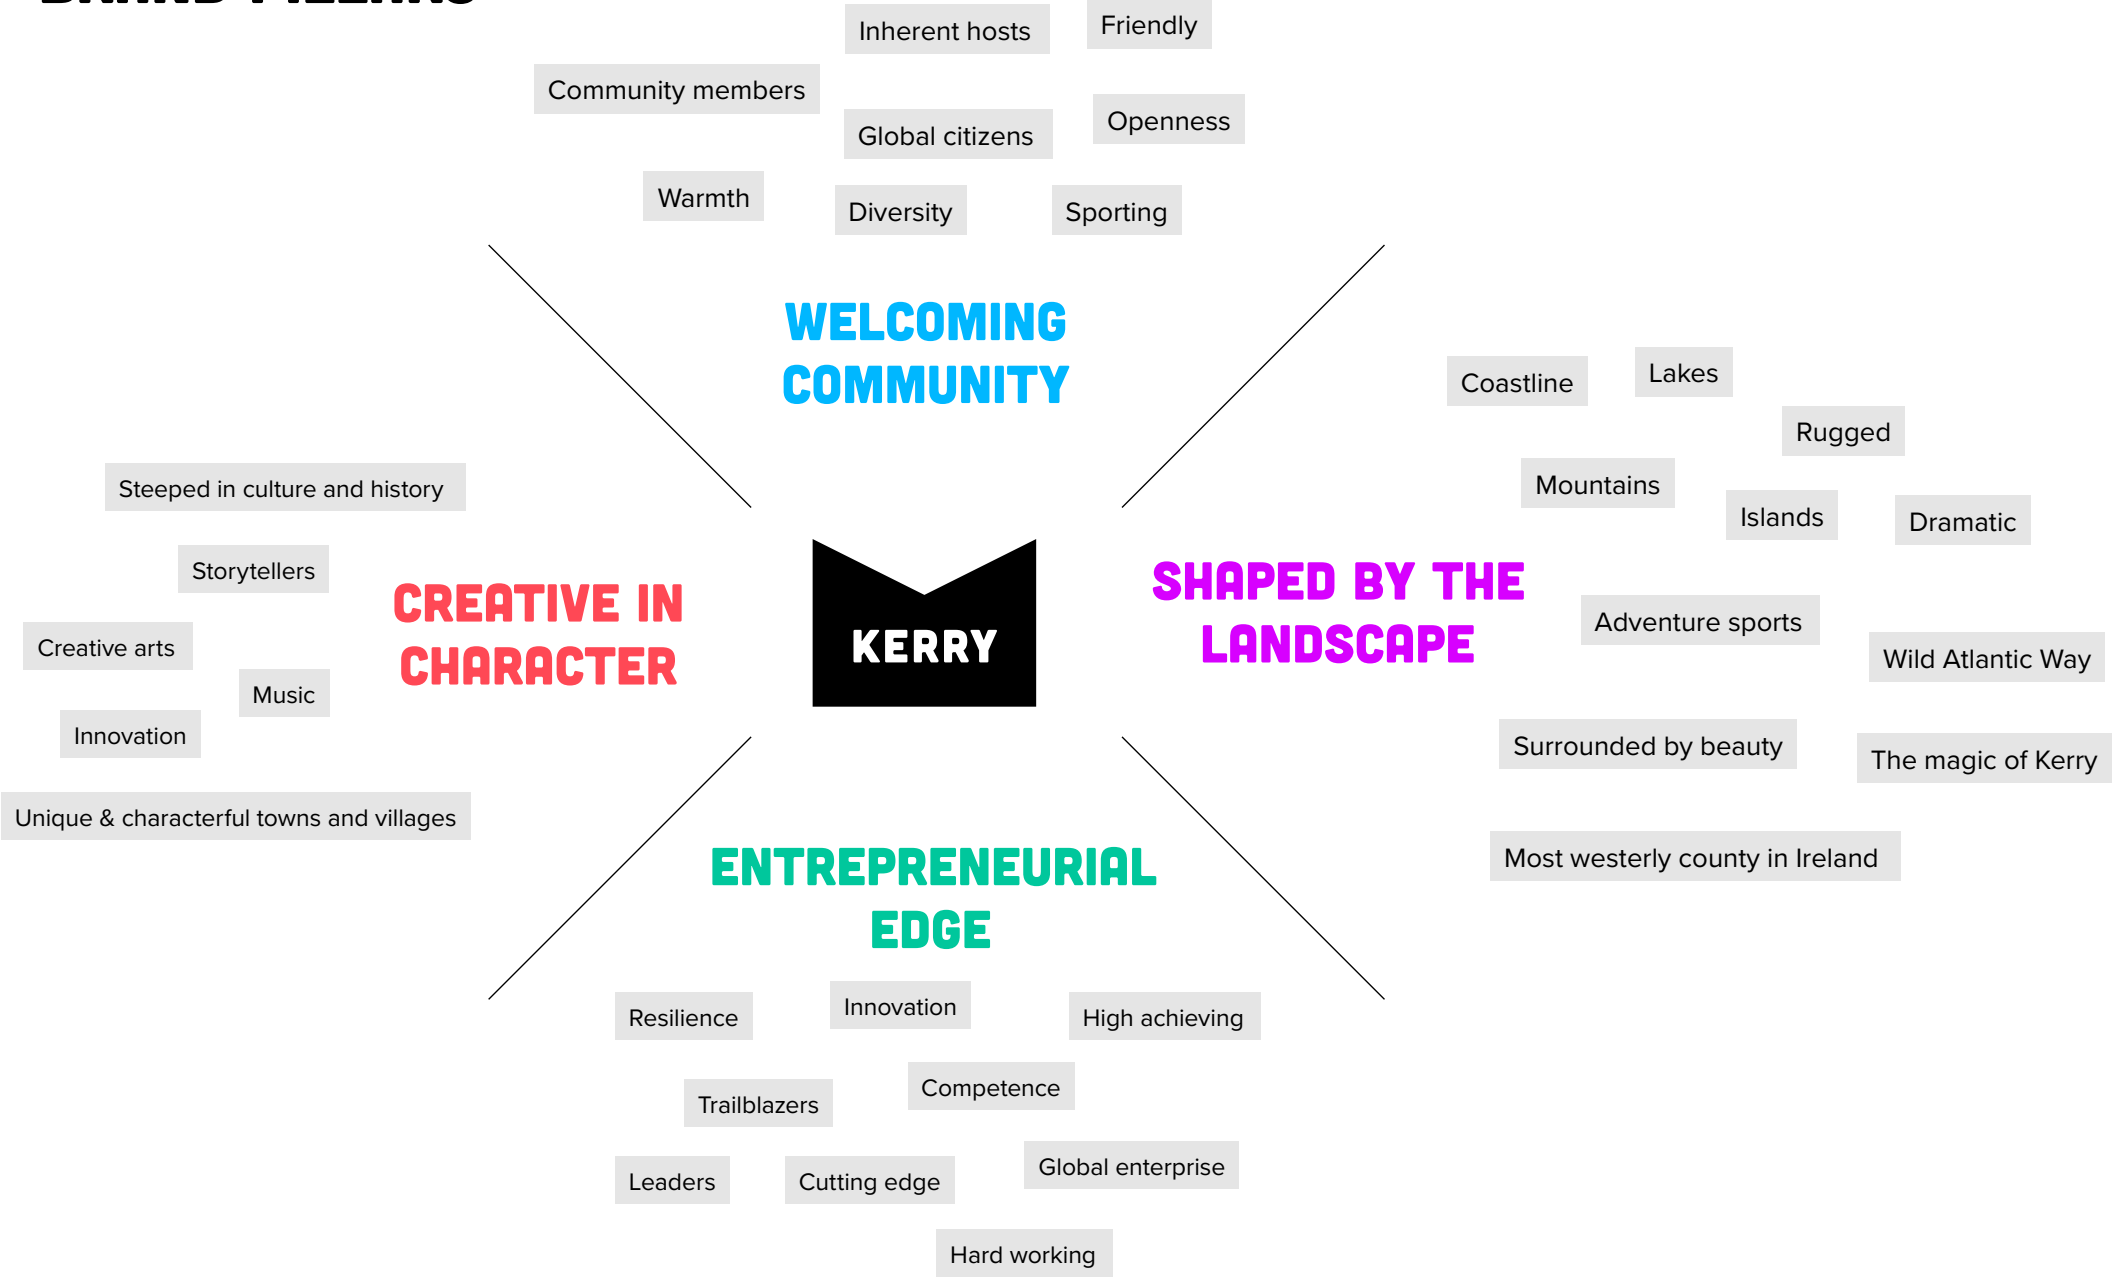 BRAND PILLARS
Inherent hosts
Friendly
Community members
Global citizens
Openness
Warmth
Diversity
Sporting
WELCOMING
COMMUNITY
Coastline
Lakes
Rugged
Mountains
Islands
Dramatic
SHAPED BY THE
LANDSCAPE
Adventure sports
Wild Atlantic Way
Surrounded by beauty
The magic of Kerry
Most westerly county in Ireland
Steeped in culture and history
Storytellers
Creative arts
Music
Innovation
Unique & characterful towns and villages
CREATIVE IN
CHARACTER
KERRY
ENTREPRENEURIAL
EDGE
Resilience
Innovation
High achieving
Trailblazers
Competence
Leaders
Cutting edge
Global enterprise
Hard working